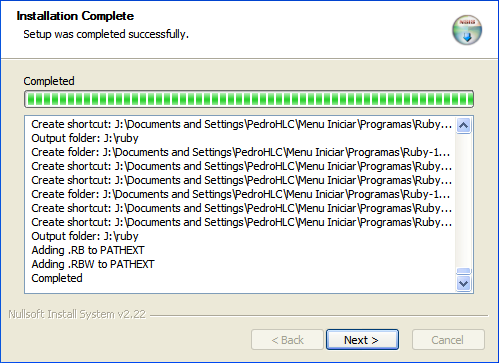 Installation Complete
Setup was completed successfully.
Completed
Create shortcut: J:\Documents and Settings\PedroHLC\Menu Iniciar\Programas\Ruby...
Output folder: J:\ruby
Create folder: J:\Documents and Settings\PedroHLC\Menu Iniciar\Programas\Ruby-1...
Create shortcut: J:\Documents and Settings\PedroHLC\Menu Iniciar\Programas\Ruby...
Create shortcut: J:\Documents and Settings\PedroHLC\Menu Iniciar\Programas\Ruby...
Create folder: J:\Documents and Settings\PedroHLC\Menu Iniciar\Programas\Ruby-1...
Create shortcut: J:\Documents and Settings\PedroHLC\Menu Iniciar\Programas\Ruby...
Create shortcut: J:\Documents and Settings\PedroHLC\Menu Iniciar\Programas\Ruby...
Output folder: J:\ruby
Adding .RB to PATHEXT
Adding .RBW to PATHEXT
Completed
Nullsoft Install System v2.22
< Back
Next >
Cancel